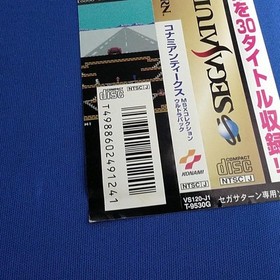 を30タイトル収録!
SEGA SATURN
コナミアンティークス
MSXコレクション
ウルトラパック
KONAMI
COMPACT
disc
NTSC J
VS120-J1
T-9530G
セガサターン専用
disc
NTSC J
T4988602491241